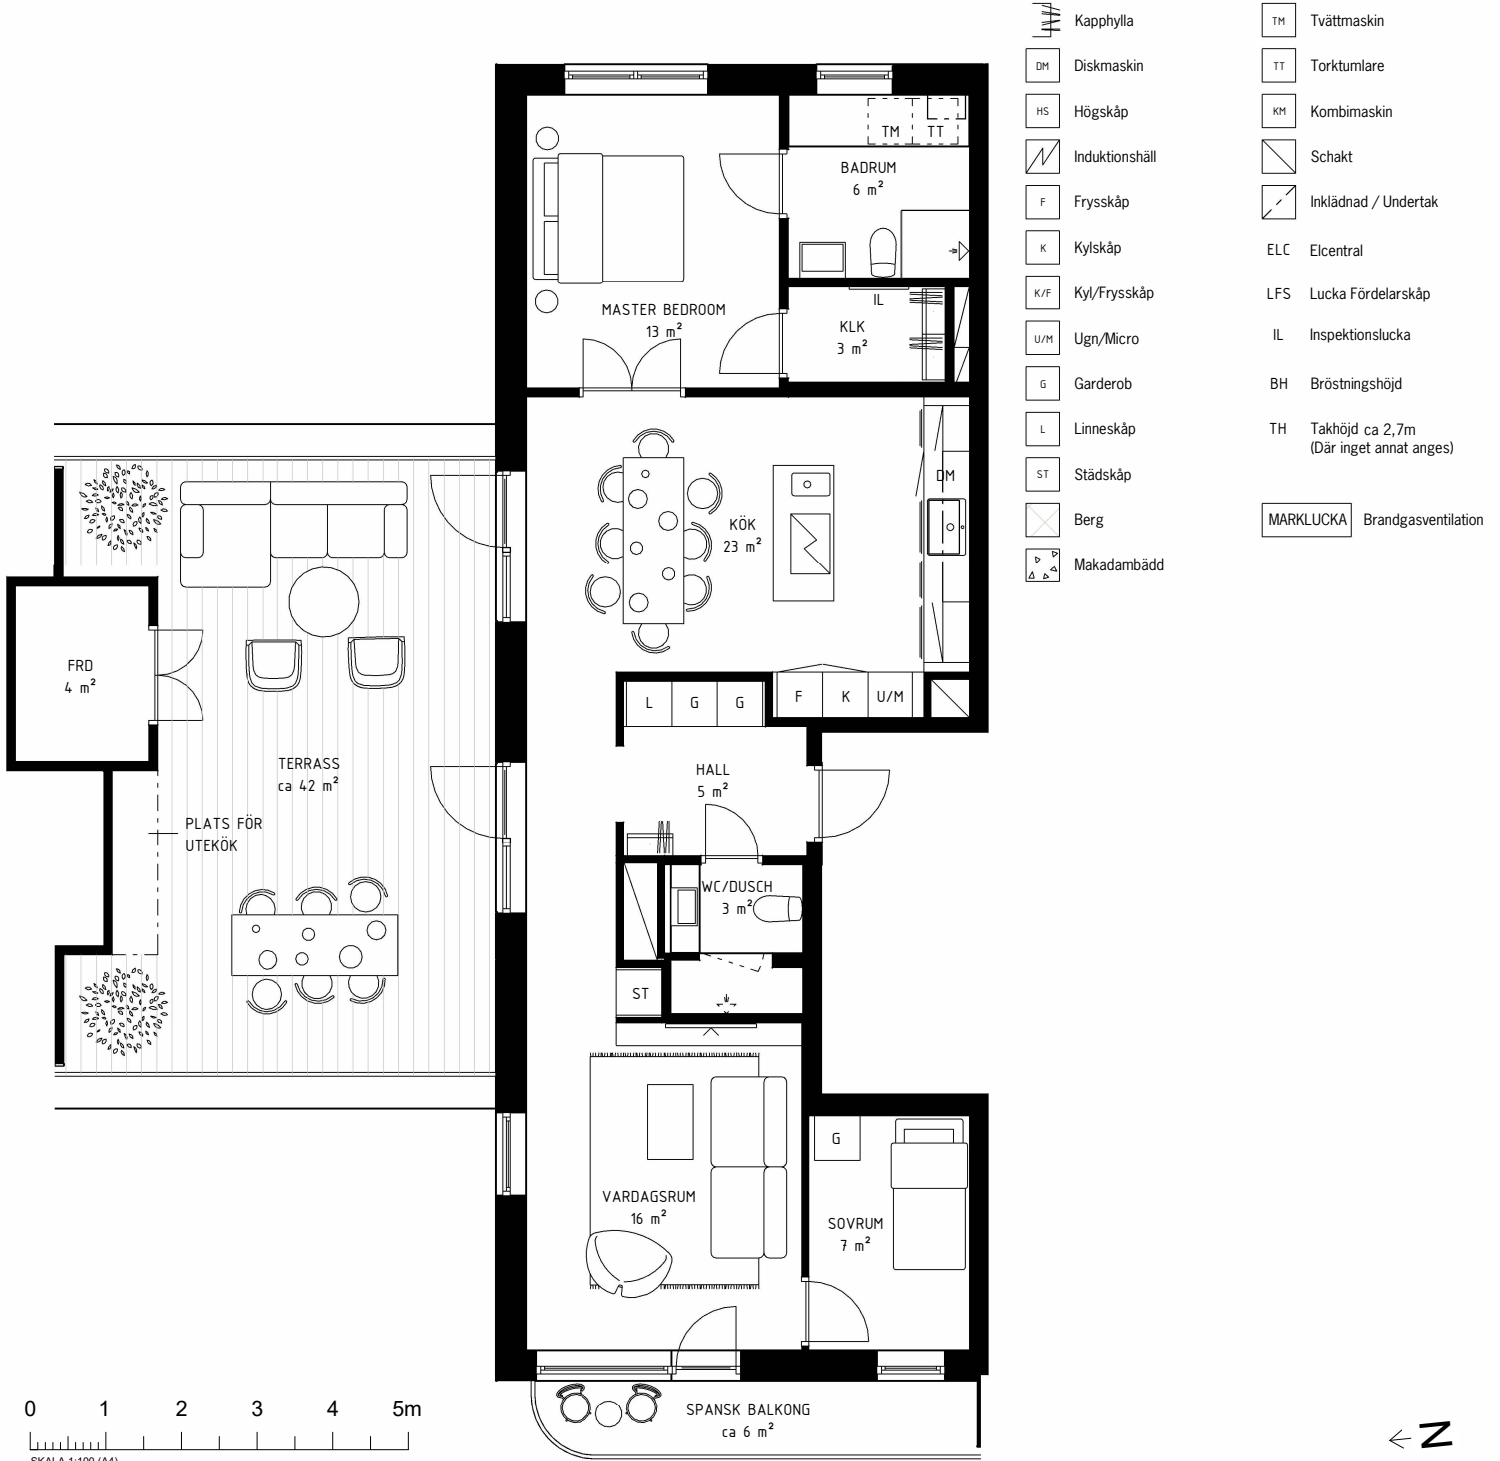 Kapphylla
TM Tvättmaskin
DM Diskmaskin
TT Torktumlare
HS Högskåp
KM Kombimaskin
Induktionshäll
Schakt
F Frysskåp
Inklädnad / Undertak
K Kylskåp
ELC Elcentral
K/F Kyl/Frysskåp
LFS Lucka Fördelarskåp
U/M Ugn/Micro
IL Inspektionslucka
G Garderob
BH Bröstningshöjd
L Linneskåp
TH Takhöjd ca 2,7m
(Där inget annat anges)
ST Städskåp
Berg
MARKLUCKA Brandgasventilation
Makadambädd
TM TT
BADRUM
6 m²
MASTER BEDROOM
13 m²
IL
KLK
3 m²
DM
KÖK
23 m²
FRD
4 m²
L G G F K U/M
TERRASS
ca 42 m²
HALL
5 m²
PLATS FÖR
UTEKÖK
WC/DUSCH
3 m²
ST
G
VARDAGSRUM
16 m²
SOVRUM
7 m²
SPANSK BALKONG
ca 6 m²
0 1 2 3 4 5m
SKALA 1:100 (A4)
N